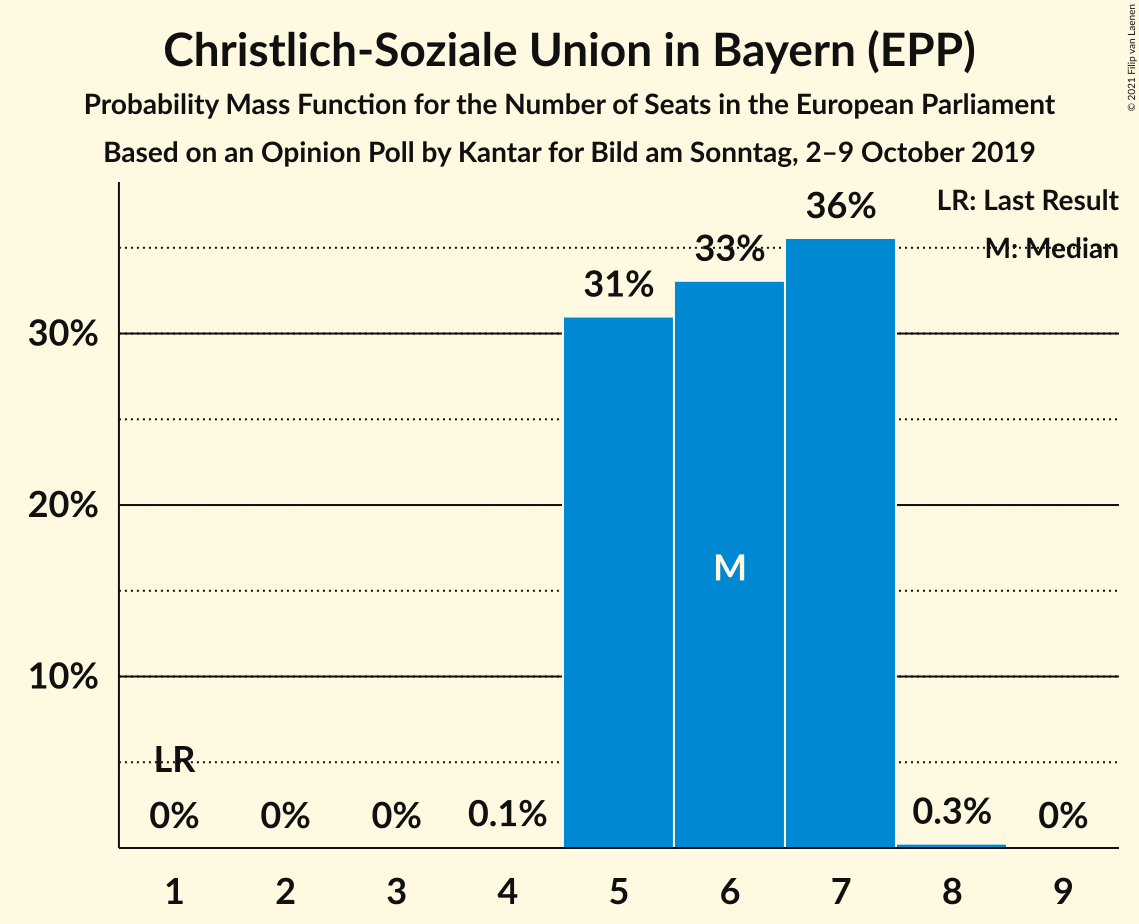 Christlich-Soziale Union in Bayern (EPP)
Probability Mass Function for the Number of Seats in the European Parliament
Based on an Opinion Poll by Kantar for Bild am Sonntag, 2–9 October 2019
© 2021 Filip van Laenen
LR: Last Result
M: Median
36%
33%
31%
30%
20%
M
10%
LR
0% 0% 0% 0.1% 0.3% 0%
1 2 3 4 5 6 7 8 9